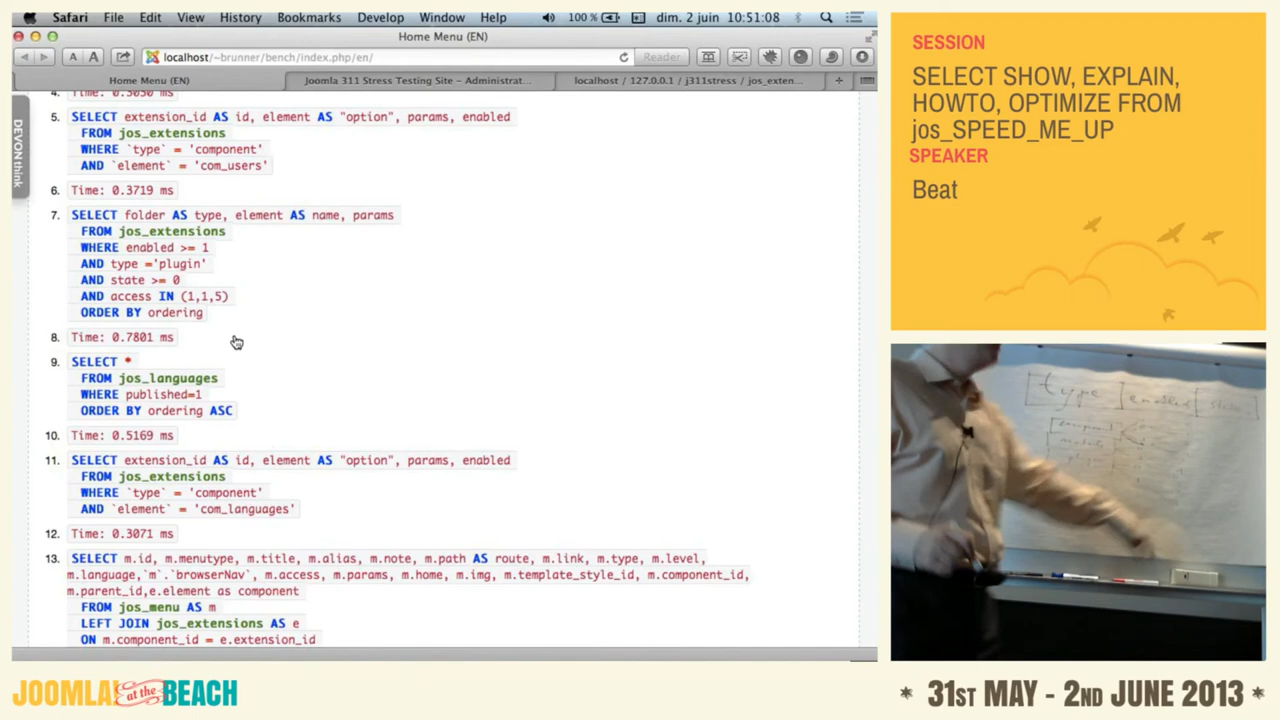 Safari File Edit View History Bookmarks Develop Window Help 100 % dim. 2 juin 10:51:08
Home Menu (EN)
A A localhost/~brunner/bench/index.php/en/ Reader
Home Menu (EN) Joomla 311 Stress Testing Site - Administrat... localhost / 127.0.0.1 / j311stress / jos_exten...
DEVONthink
5. SELECT extension_id AS id, element AS "option", params, enabled
FROM jos_extensions
WHERE `type` = 'component'
AND `element` = 'com_users'
6. Time: 0.3719 ms
7. SELECT folder AS type, element AS name, params
FROM jos_extensions
WHERE enabled >= 1
AND type ='plugin'
AND state >= 0
AND access IN (1,1,5)
ORDER BY ordering
8. Time: 0.7801 ms
9. SELECT *
FROM jos_languages
WHERE published=1
ORDER BY ordering ASC
10. Time: 0.5169 ms
11. SELECT extension_id AS id, element AS "option", params, enabled
FROM jos_extensions
WHERE `type` = 'component'
AND `element` = 'com_languages'
12. Time: 0.3071 ms
13. SELECT m.id, m.menutype, m.title, m.alias, m.note, m.path AS route, m.link, m.type, m.level,
m.language,`m`.`browserNav`, m.access, m.params, m.home, m.img, m.template_style_id, m.component_id,
m.parent_id,e.element as component
FROM jos_menu AS m
LEFT JOIN jos_extensions AS e
ON m.component_id = e.extension_id
SESSION
SELECT SHOW, EXPLAIN,
HOWTO, OPTIMIZE FROM
jos_SPEED_ME_UP
SPEAKER
Beat
type enabled
JOOMLA! at the BEACH
31ST MAY - 2ND JUNE 2013